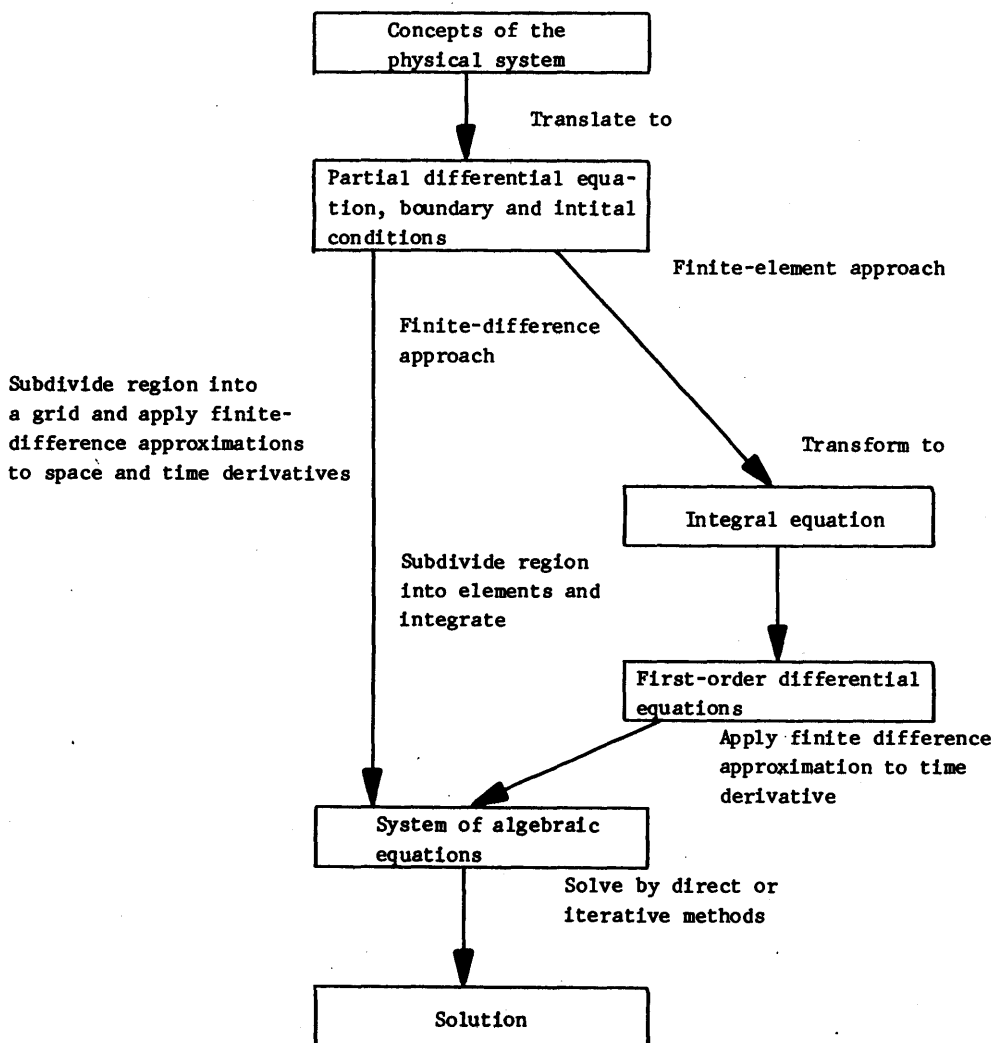 Concepts of the
physical system
Translate to
Partial differential equa-
tion, boundary and intital
conditions
Finite-element approach
Finite-difference
approach
Subdivide region into
a grid and apply finite-
difference approximations
to space and time derivatives
Transform to
Integral equation
Subdivide region
into elements and
integrate
First-order differential
equations
Apply finite difference
approximation to time
derivative
System of algebraic
equations
Solve by direct or
iterative methods
Solution